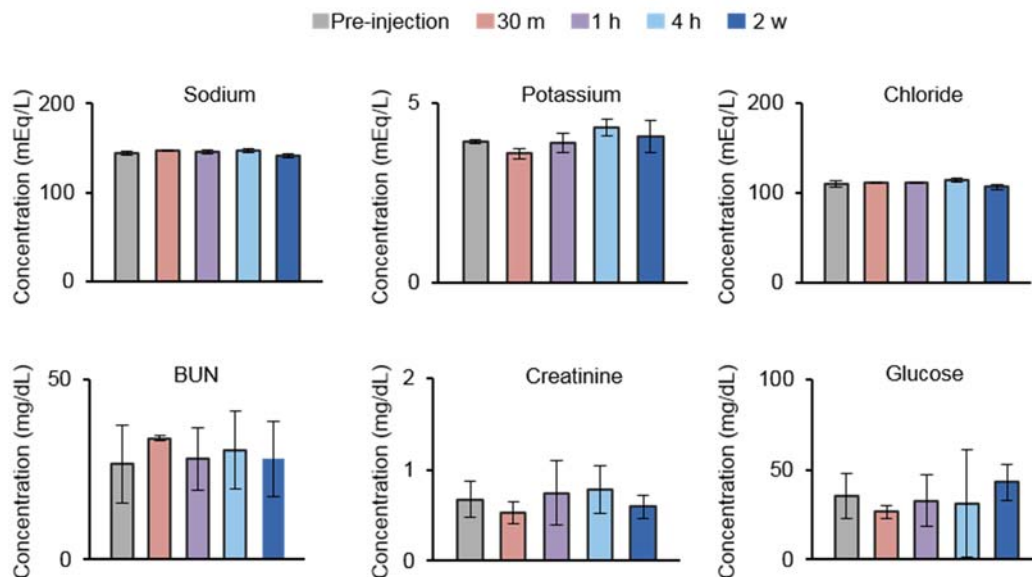 Pre-injection 30 m 1 h 4 h 2 w
Sodium
Concentration (mEq/L)
200
100
0
Potassium
Concentration (mEq/L)
5
0
Chloride
Concentration (mEq/L)
200
100
0
BUN
Concentration (mg/dL)
50
0
Creatinine
Concentration (mg/dL)
2
1
0
Glucose
Concentration (mg/dL)
100
50
0